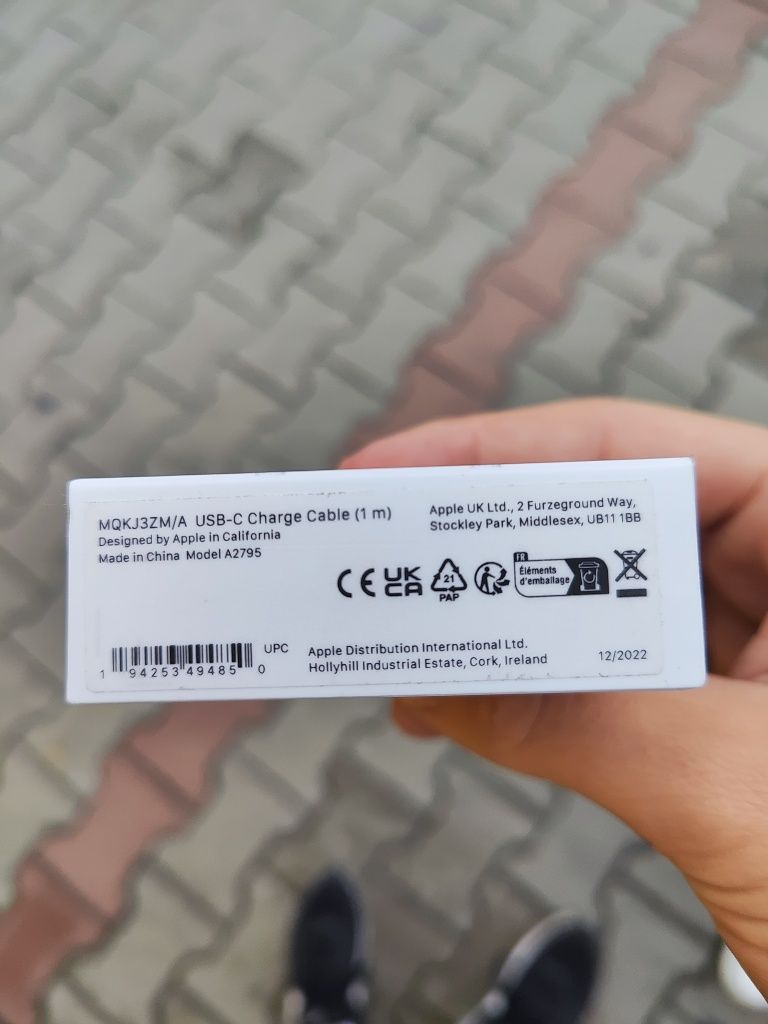 MQKJ3ZM/A USB-C Charge Cable (1 m)
Designed by Apple in California
Made in China Model A2795
Apple UK Ltd., 2 Furzeground Way,
Stockley Park, Middlesex, UB11 1BB
CE UK
CA
21
PAP
FR
Éléments
d'emballage
UPC
1 94253 49485 0
Apple Distribution International Ltd.
Hollyhill Industrial Estate, Cork, Ireland
12/2022